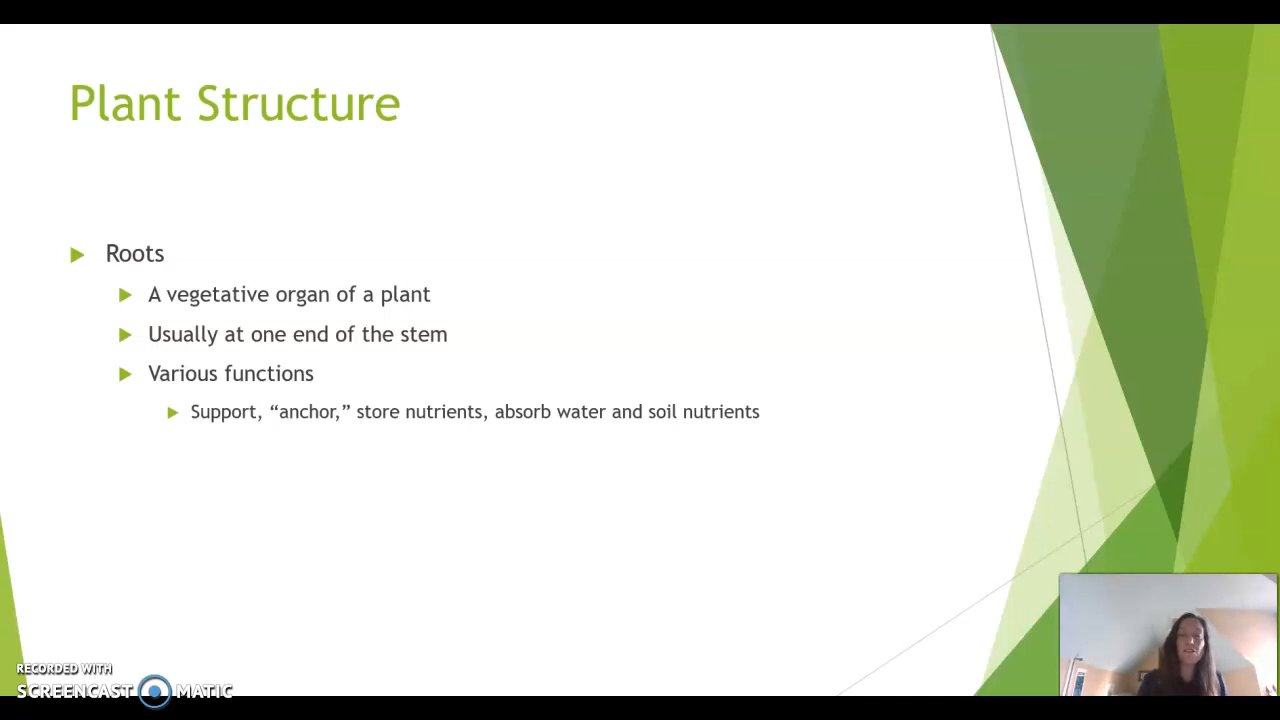 Plant Structure
Roots
A vegetative organ of a plant
Usually at one end of the stem
Various functions
Support, “anchor,” store nutrients, absorb water and soil nutrients
RECORDED WITH
SCREENCAST MATIC